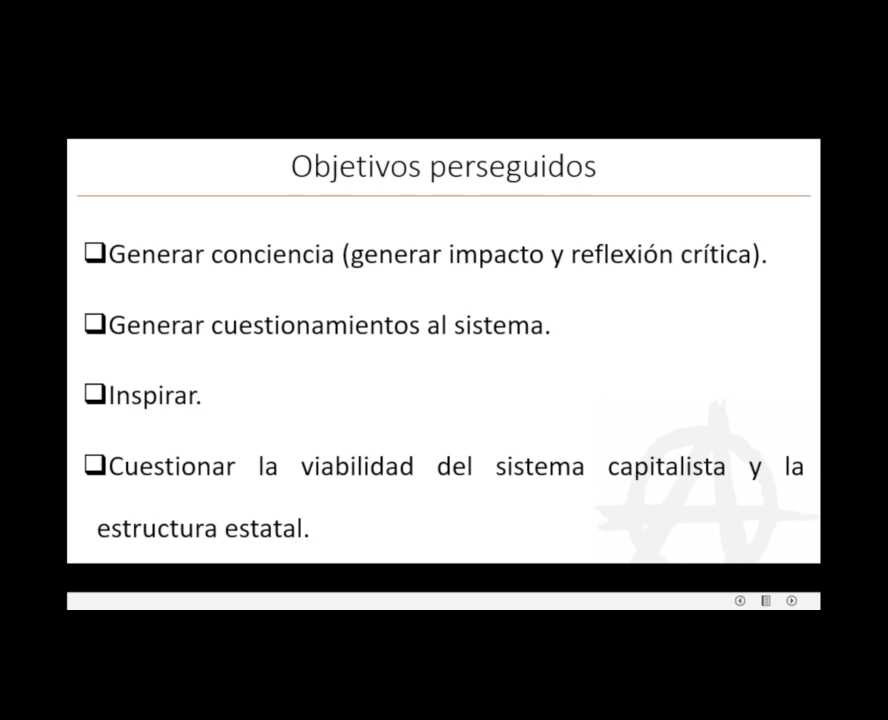 Objetivos perseguidos
❑Generar conciencia (generar impacto y reflexión crítica).
❑Generar cuestionamientos al sistema.
❑Inspirar.
❑Cuestionar la viabilidad del sistema capitalista y la
estructura estatal.